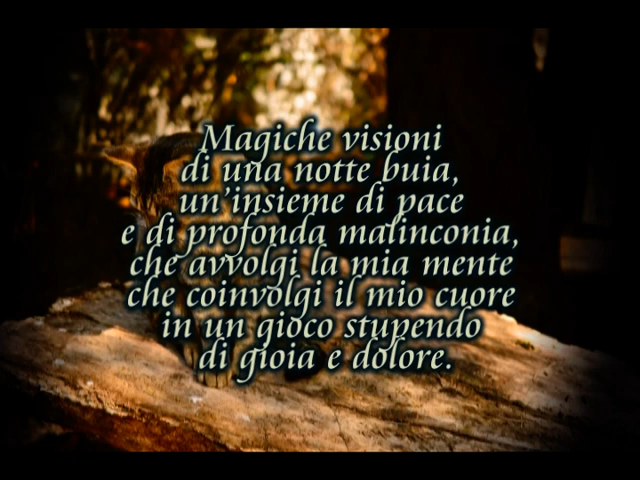 Magiche visioni
di una notte buia,
un'insieme di pace
e di profonda malinconia,
che avvolgi la mia mente
che coinvolgi il mio cuore
in un gioco stupendo
di gioia e dolore.